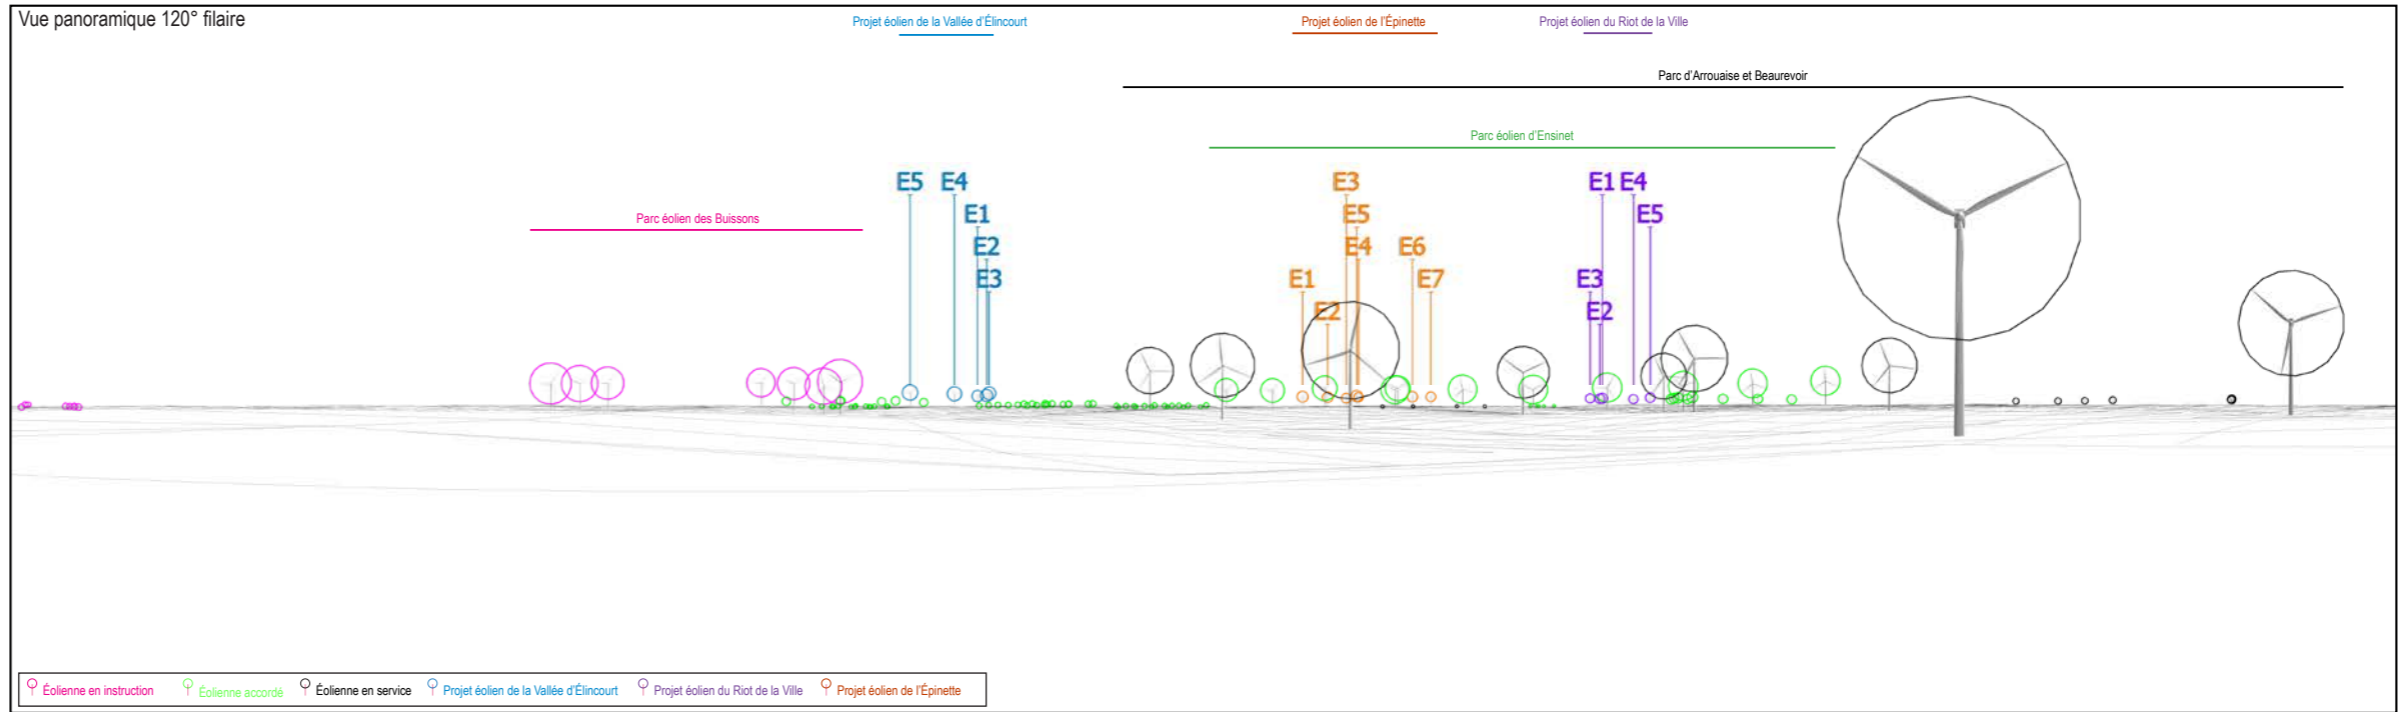 Vue panoramique 120° filaire
Projet éolien de la Vallée d'Élincourt
Projet éolien de l'Épinette
Projet éolien du Riot de la Ville
Parc d'Arrouaise et Beaurevoir
Parc éolien d'Ensinet
Parc éolien des Buissons
E5 E4
E1
E2
E3
E3
E5
E4 E6
E1 E7
E2
E1 E4
E5
E3
E2
Éolienne en instruction
Éolienne accordé
Éolienne en service
Projet éolien de la Vallée d'Élincourt
Projet éolien du Riot de la Ville
Projet éolien de l'Épinette